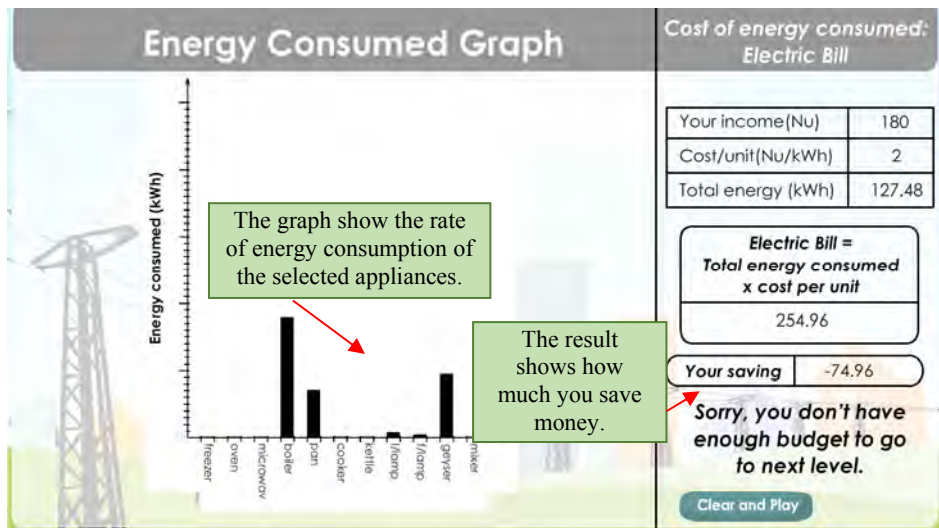 Energy Consumed Graph
Cost of energy consumed:
Electric Bill
Energy consumed (kWh)
The graph show the rate
of energy consumption of
the selected appliances.
freezer
oven
microwav
boiler
pan
cooker
kettle
l/lamp
f/lamp
geyser
mixer
The result
shows how
much you save
money.
Your income(Nu) 180
Cost/unit(Nu/kWh) 2
Total energy (kWh) 127.48
Electric Bill =
Total energy consumed
x cost per unit
254.96
Your saving -74.96
Sorry, you don't have
enough budget to go
to next level.
Clear and Play